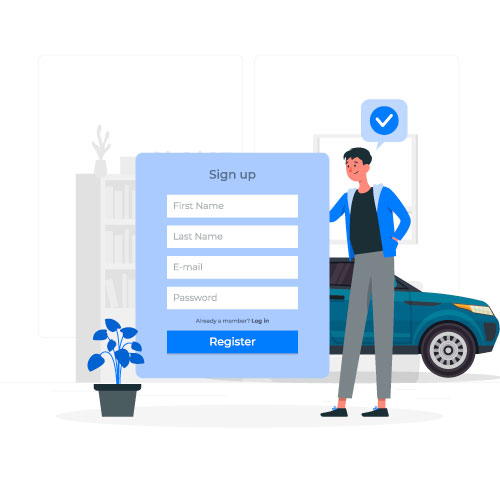 Sign up
First Name
Last Name
E-mail
Password
Already a member? Log in
Register